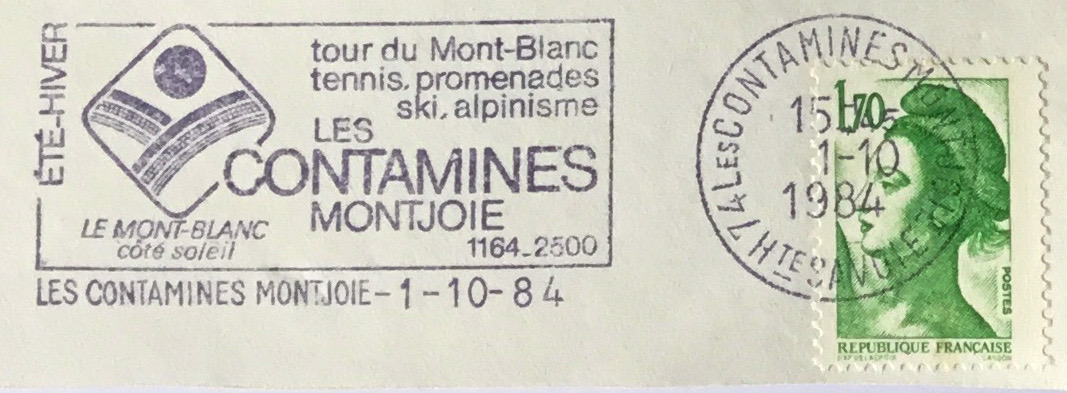 ÉTÉ-HIVER
tour du Mont-Blanc
tennis, promenades
ski, alpinisme
LES
CONTAMINES
MONTJOIE
LE MONT-BLANC
côté soleil
1164-2500
LES CONTAMINES MONTJOIE-1-10-84
74 LES CONTAMINES MONTJOIE
15H
1-10
1984
HTE SAVOIE
1,70
POSTES
REPUBLIQUE FRANÇAISE